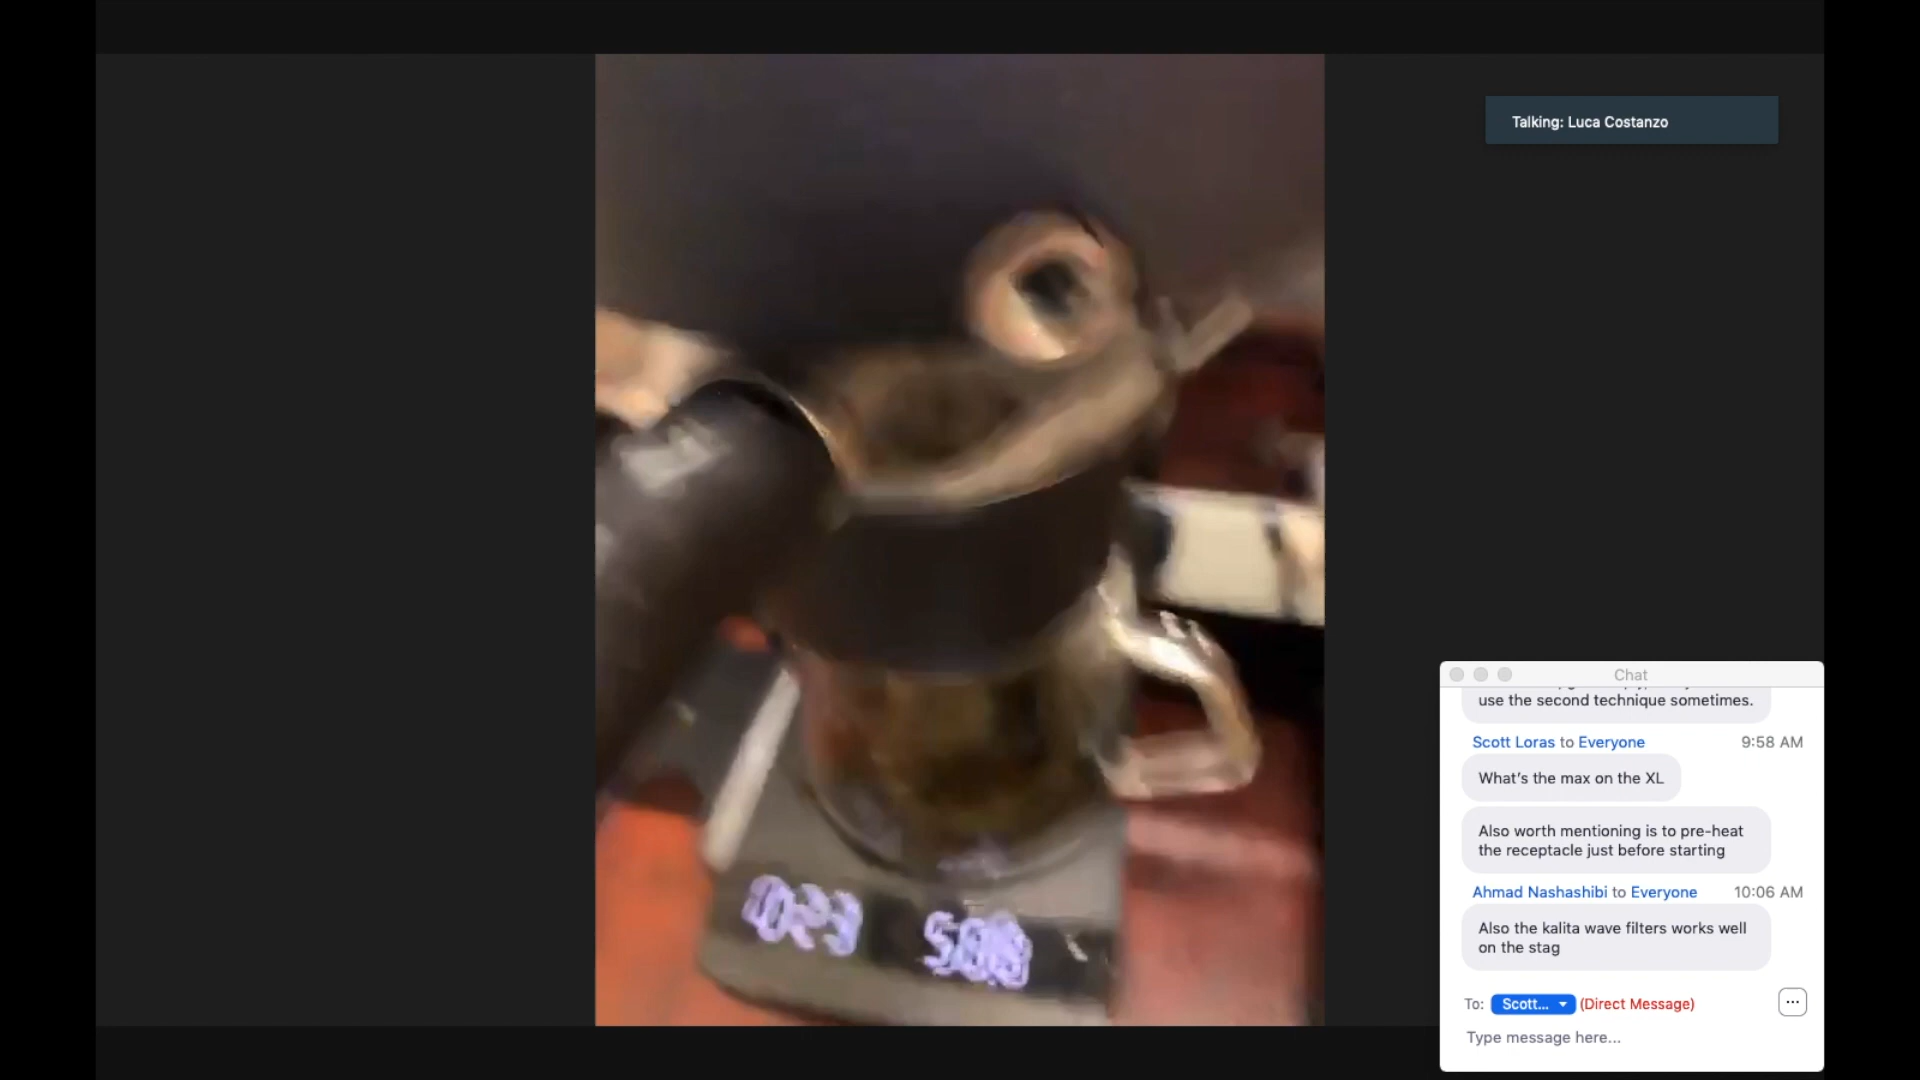 Talking: Luca Costanzo
Chat
use the second technique sometimes.
Scott Loras to Everyone 9:58 AM
What's the max on the XL
Also worth mentioning is to pre-heat
the receptacle just before starting
Ahmad Nashashibi to Everyone 10:06 AM
Also the kalita wave filters works well
on the stag
To: Scott... (Direct Message)
Type message here...